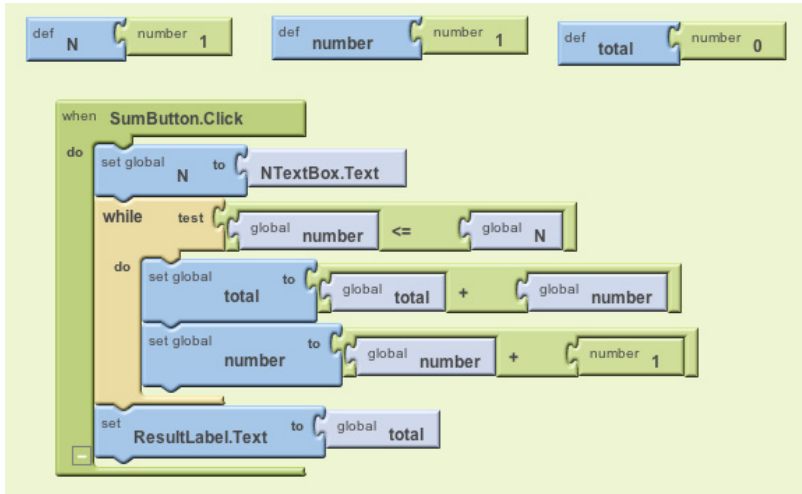 def N number 1
def number number 1
def total number 0
when SumButton.Click
do set global N to NTextBox.Text
while test global number <= global N
do set global total to global total + global number
set global number to global number + number 1
set ResultLabel.Text to global total